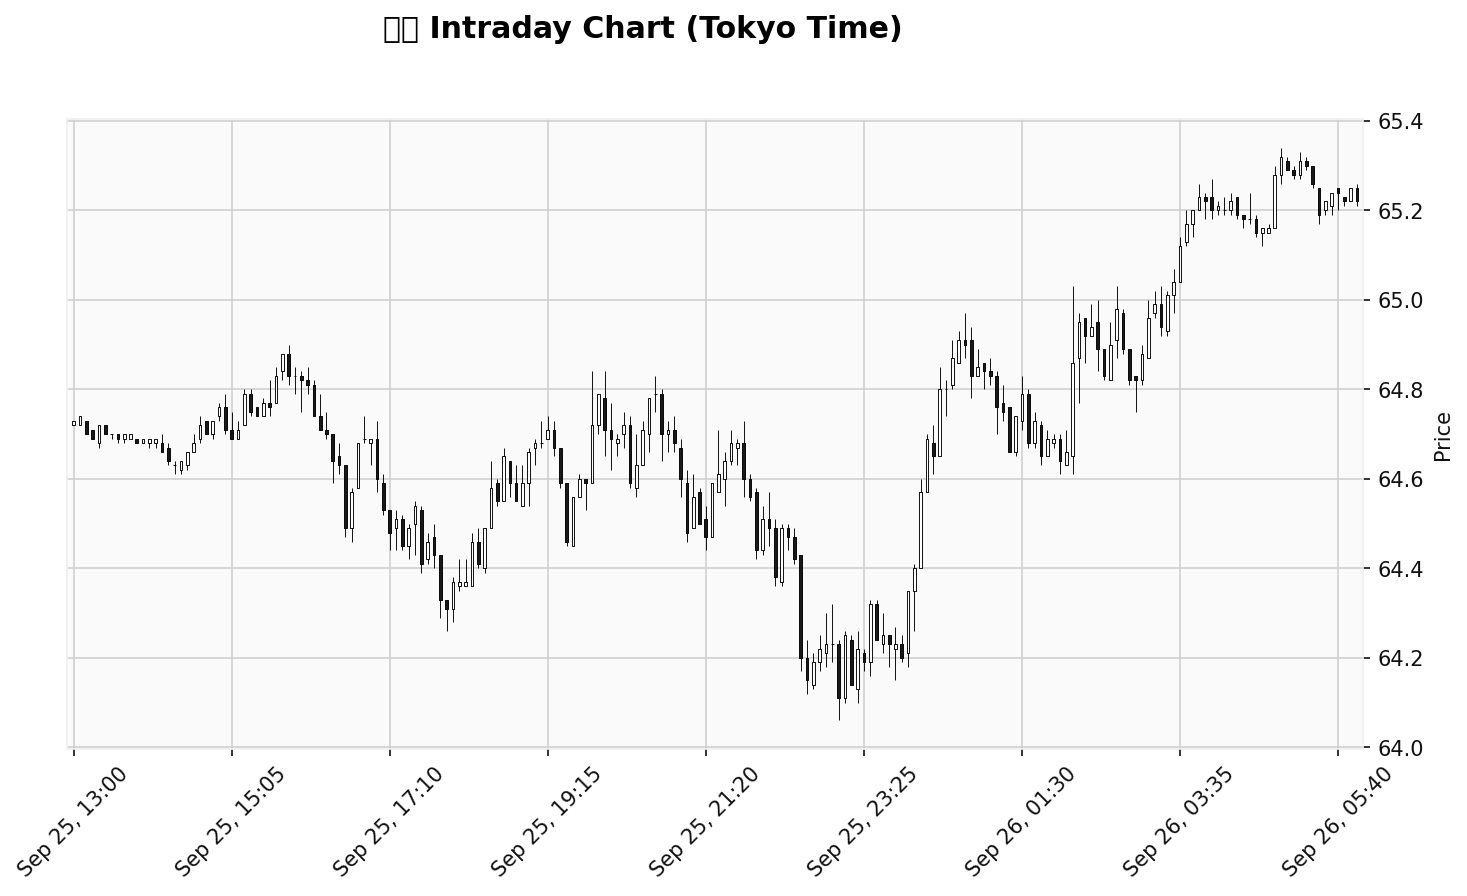 Intraday Chart (Tokyo Time)
65.4
65.2
65.0
64.8
64.6
64.4
64.2
64.0
Price
Sep 25, 13:00
Sep 25, 15:05
Sep 25, 17:10
Sep 25, 19:15
Sep 25, 21:20
Sep 25, 23:25
Sep 26, 01:30
Sep 26, 03:35
Sep 26, 05:40